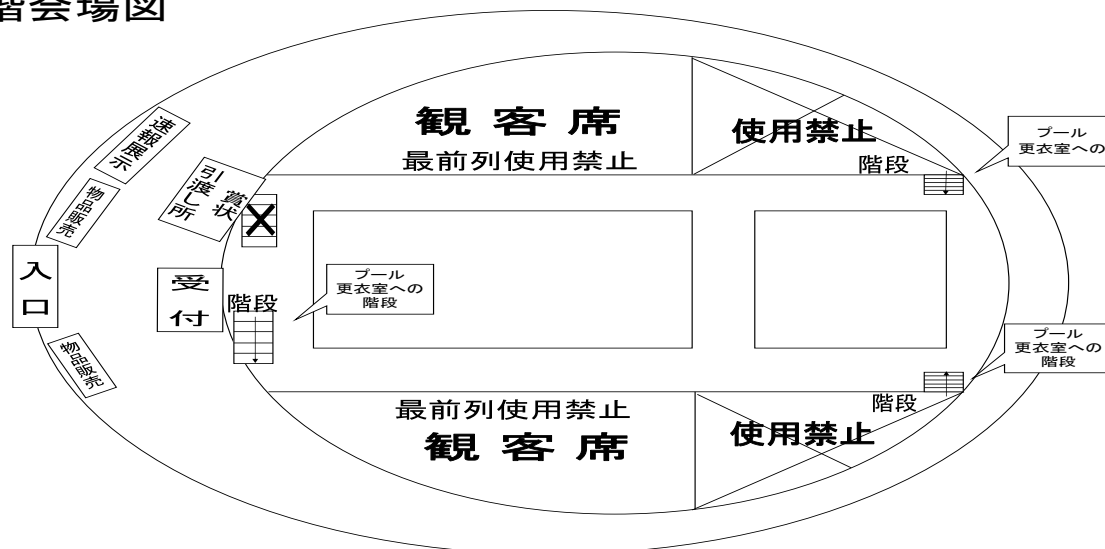 階会場図
観客席
使用禁止
最前列使用禁止
階段
プール
更衣室への
速報展示
賞状
引渡し所
物品販売
入口
受付
階段
プール
更衣室への
階段
物品販売
プール
更衣室への
階段
階段
最前列使用禁止
観客席
使用禁止